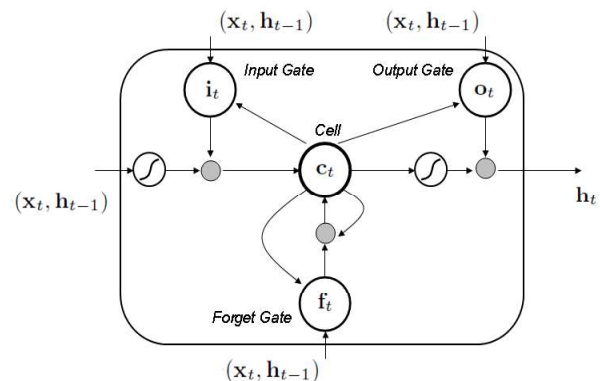 (x_t, h_{t−1}) (x_t, h_{t−1})
Input Gate Output Gate
i_t o_t
Cell
c_t
(x_t, h_{t−1}) h_t
f_t
Forget Gate
(x_t, h_{t−1})